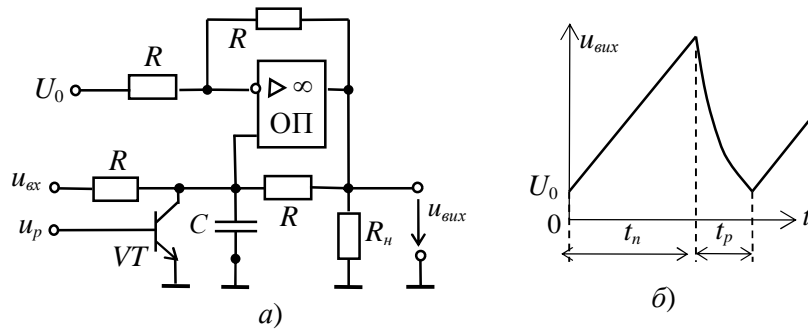 R
R
U₀
▷ ∞
ОП
uвх
R
uр
VT
C
R
Rн
uвих
а)
uвих
U₀
0
tп
tр
t
б)